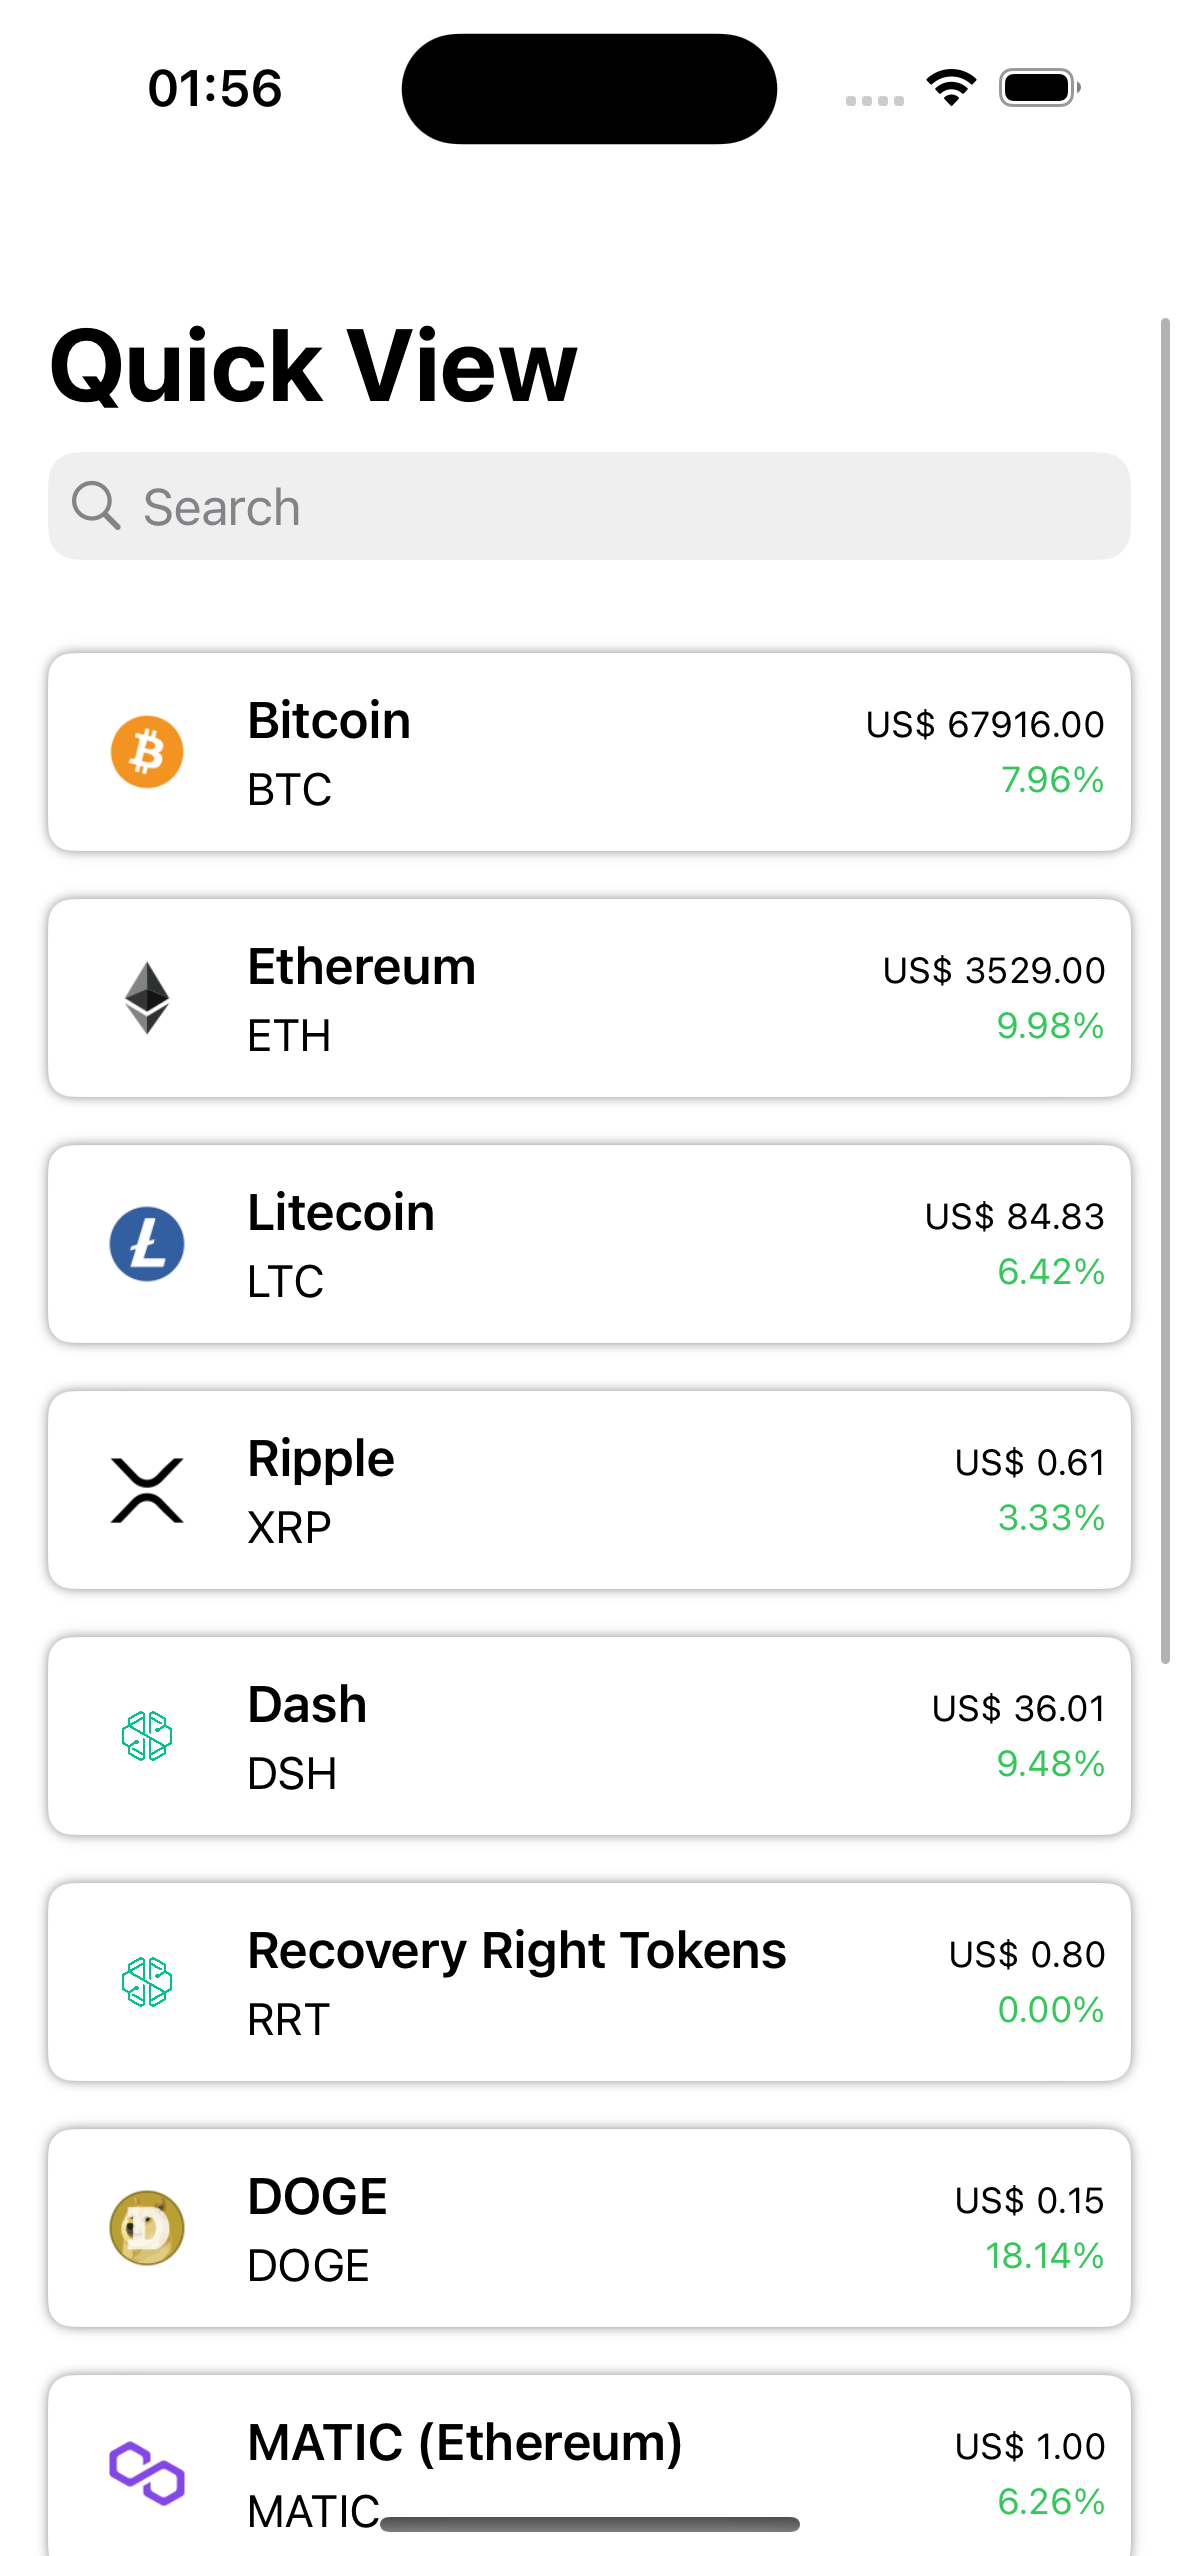 01:56
Quick View
Search
Bitcoin
US$ 67916.00
BTC
7.96%
Ethereum
US$ 3529.00
ETH
9.98%
Litecoin
US$ 84.83
LTC
6.42%
Ripple
US$ 0.61
XRP
3.33%
Dash
US$ 36.01
DSH
9.48%
Recovery Right Tokens
US$ 0.80
RRT
0.00%
DOGE
US$ 0.15
DOGE
18.14%
MATIC (Ethereum)
US$ 1.00
MATIC
6.26%